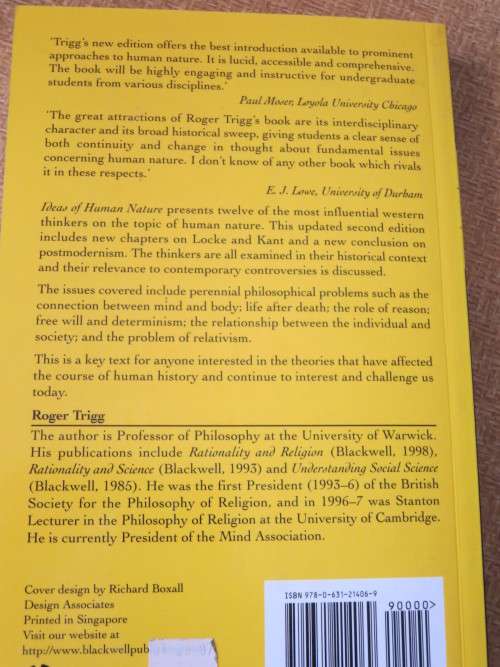 ‘Trigg’s new edition offers the best introduction available to prominent
approaches to human nature. It is lucid, accessible and comprehensive.
The book will be highly engaging and instructive for undergraduate
students from various disciplines.’
Paul Moser, Loyola University Chicago
‘The great attractions of Roger Trigg’s book are its interdisciplinary
character and its broad historical sweep, giving students a clear sense of
both continuity and change in thought about fundamental issues
concerning human nature. I don’t know of any other book which rivals
it in these respects.’
E. J. Lowe, University of Durham
Ideas of Human Nature presents twelve of the most influential western
thinkers on the topic of human nature. This updated second edition
includes new chapters on Locke and Kant and a new conclusion on
postmodernism. The thinkers are all examined in their historical context
and their relevance to contemporary controversies is discussed.
The issues covered include perennial philosophical problems such as the
connection between mind and body; life after death; the role of reason;
free will and determinism; the relationship between the individual and
society; and the problem of relativism.
This is a key text for anyone interested in the theories that have affected
the course of human history and continue to interest and challenge us
today.
Roger Trigg
The author is Professor of Philosophy at the University of Warwick.
His publications include Rationality and Religion (Blackwell, 1998),
Rationality and Science (Blackwell, 1993) and Understanding Social Science
(Blackwell, 1985). He was the first President (1993–6) of the British
Society for the Philosophy of Religion, and in 1996–7 was Stanton
Lecturer in the Philosophy of Religion at the University of Cambridge.
He is currently President of the Mind Association.
Cover design by Richard Boxall
Design Associates
Printed in Singapore
Visit our website at
http://www.blackwellpub
ISBN 978-0-631-21406-9
90000>